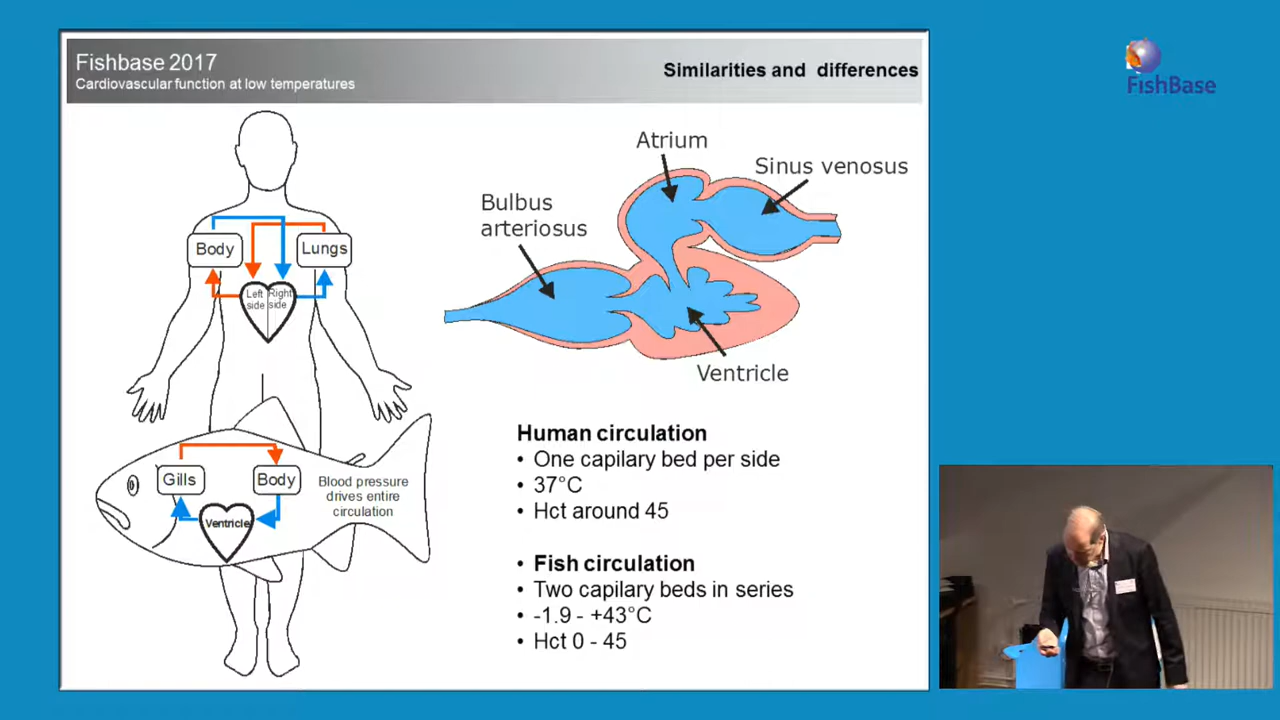 Fishbase 2017
Cardiovascular function at low temperatures
Similarities and differences
FishBase
Atrium
Sinus venosus
Bulbus
arteriosus
Ventricle
Body
Lungs
Left
side
Right
side
Gills
Body
Ventricle
Blood pressure
drives entire
circulation
Human circulation
• One capilary bed per side
• 37°C
• Hct around 45
• Fish circulation
• Two capilary beds in series
• -1.9 - +43°C
• Hct 0 - 45